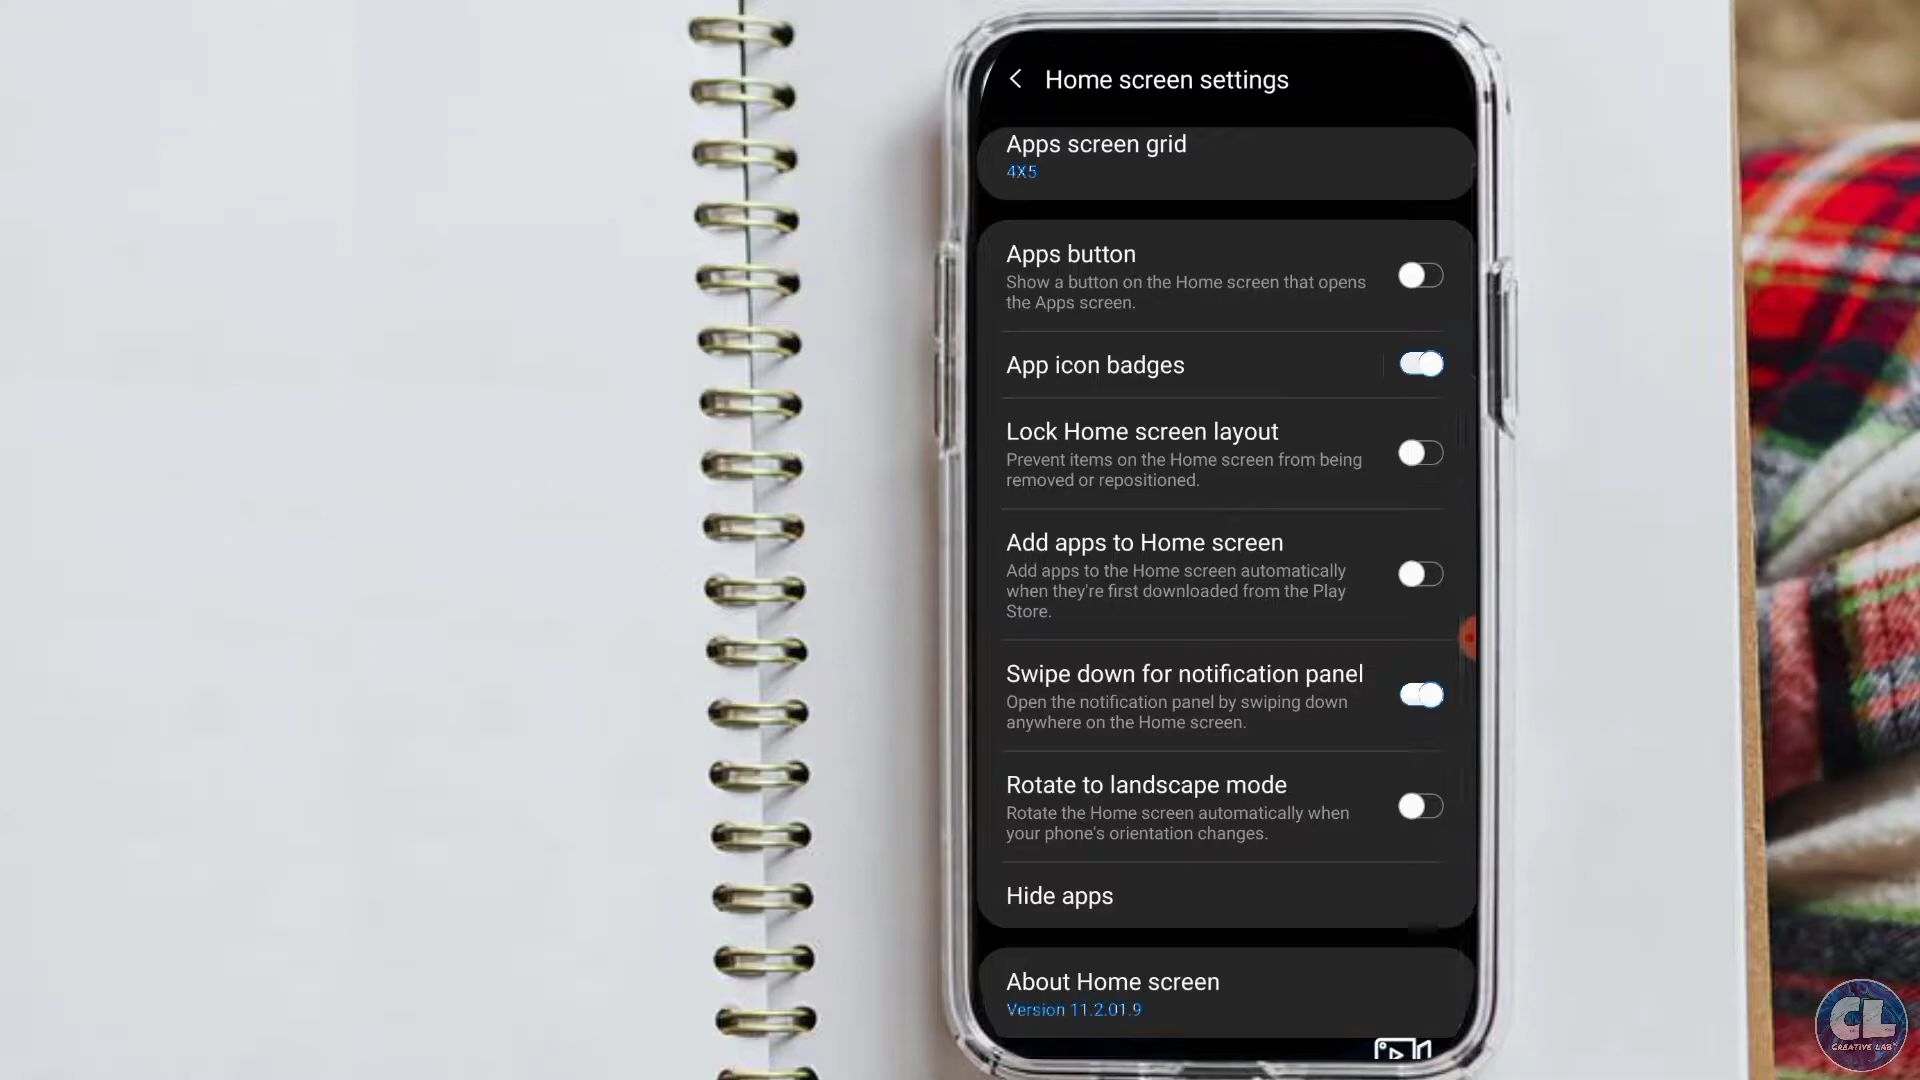 Home screen settings
Apps screen grid
4X5
Apps button
Show a button on the Home screen that opens
the Apps screen.
App icon badges
Lock Home screen layout
Prevent items on the Home screen from being
removed or repositioned.
Add apps to Home screen
Add apps to the Home screen automatically
when they're first downloaded from the Play
Store.
Swipe down for notification panel
Open the notification panel by swiping down
anywhere on the Home screen.
Rotate to landscape mode
Rotate the Home screen automatically when
your phone's orientation changes.
Hide apps
About Home screen
Version 11.2.01.9
CL
CREATIVE LAB